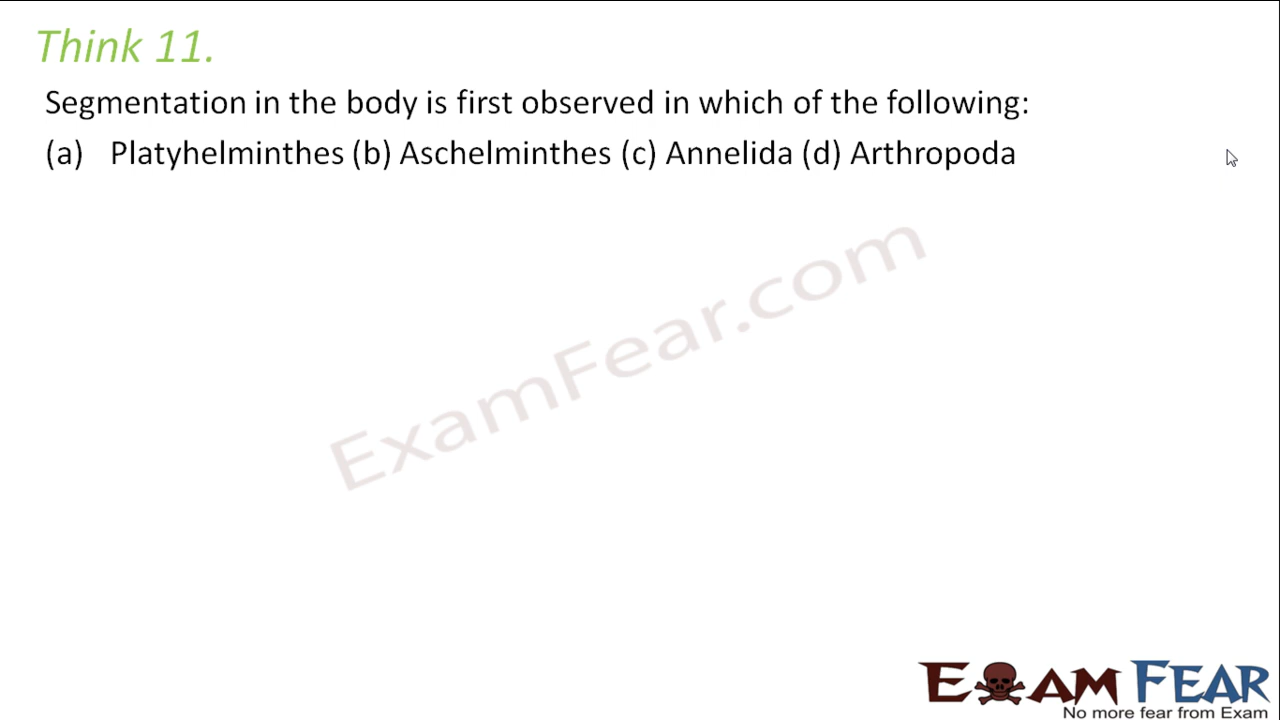 Think 11.
Segmentation in the body is first observed in which of the following:
(a) Platyhelminthes (b) Aschelminthes (c) Annelida (d) Arthropoda
ExamFear.com
EXAM FEAR
No more fear from Exam